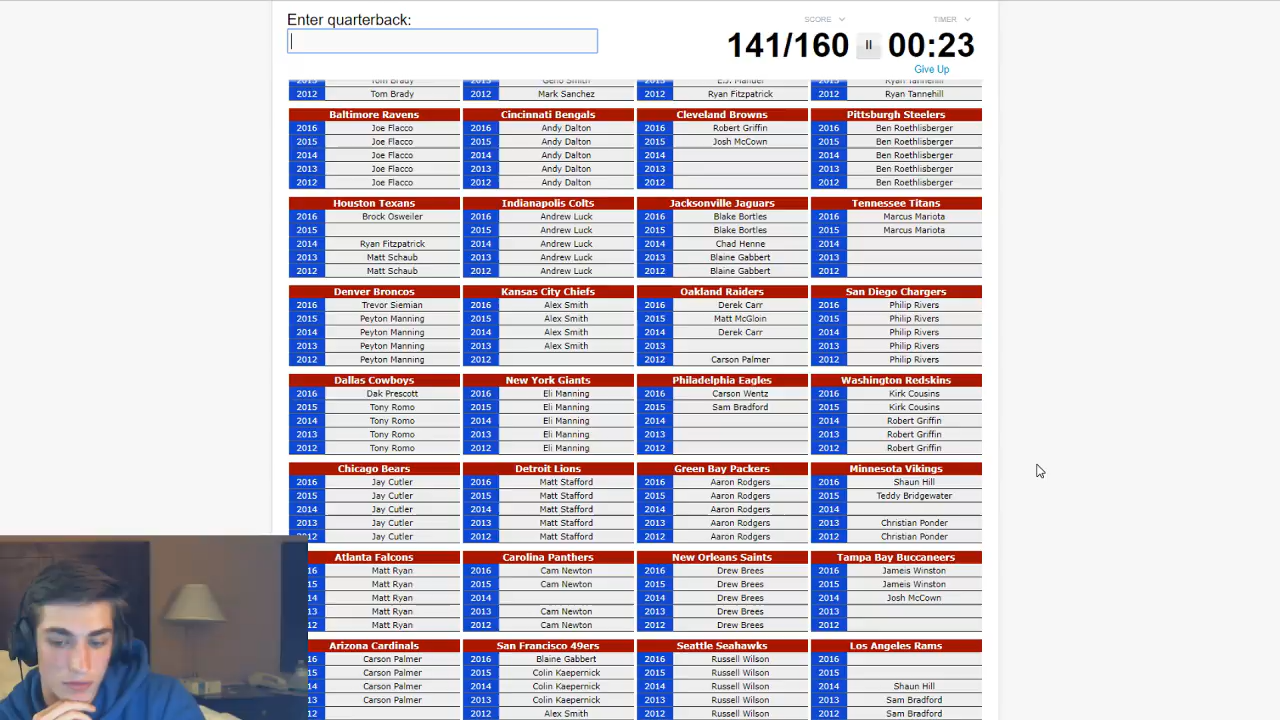 Enter quarterback:
SCORE TIMER
141/160 00:23
Give Up
2013 Tom Brady 2013 Geno Smith 2013 E.J. Manuel 2013 Ryan Tannehill
2012 Tom Brady 2012 Mark Sanchez 2012 Ryan Fitzpatrick 2012 Ryan Tannehill
Baltimore Ravens Cincinnati Bengals Cleveland Browns Pittsburgh Steelers
2016 Joe Flacco 2016 Andy Dalton 2016 Robert Griffin 2016 Ben Roethlisberger
2015 Joe Flacco 2015 Andy Dalton 2015 Josh McCown 2015 Ben Roethlisberger
2014 Joe Flacco 2014 Andy Dalton 2014 2014 Ben Roethlisberger
2013 Joe Flacco 2013 Andy Dalton 2013 2013 Ben Roethlisberger
2012 Joe Flacco 2012 Andy Dalton 2012 2012 Ben Roethlisberger
Houston Texans Indianapolis Colts Jacksonville Jaguars Tennessee Titans
2016 Brock Osweiler 2016 Andrew Luck 2016 Blake Bortles 2016 Marcus Mariota
2015 2015 Andrew Luck 2015 Blake Bortles 2015 Marcus Mariota
2014 Ryan Fitzpatrick 2014 Andrew Luck 2014 Chad Henne 2014
2013 Matt Schaub 2013 Andrew Luck 2013 Blaine Gabbert 2013
2012 Matt Schaub 2012 Andrew Luck 2012 Blaine Gabbert 2012
Denver Broncos Kansas City Chiefs Oakland Raiders San Diego Chargers
2016 Trevor Siemian 2016 Alex Smith 2016 Derek Carr 2016 Philip Rivers
2015 Peyton Manning 2015 Alex Smith 2015 Matt McGloin 2015 Philip Rivers
2014 Peyton Manning 2014 Alex Smith 2014 Derek Carr 2014 Philip Rivers
2013 Peyton Manning 2013 Alex Smith 2013 2013 Philip Rivers
2012 Peyton Manning 2012 2012 Carson Palmer 2012 Philip Rivers
Dallas Cowboys New York Giants Philadelphia Eagles Washington Redskins
2016 Dak Prescott 2016 Eli Manning 2016 Carson Wentz 2016 Kirk Cousins
2015 Tony Romo 2015 Eli Manning 2015 Sam Bradford 2015 Kirk Cousins
2014 Tony Romo 2014 Eli Manning 2014 2014 Robert Griffin
2013 Tony Romo 2013 Eli Manning 2013 2013 Robert Griffin
2012 Tony Romo 2012 Eli Manning 2012 2012 Robert Griffin
Chicago Bears Detroit Lions Green Bay Packers Minnesota Vikings
2016 Jay Cutler 2016 Matt Stafford 2016 Aaron Rodgers 2016 Shaun Hill
2015 Jay Cutler 2015 Matt Stafford 2015 Aaron Rodgers 2015 Teddy Bridgewater
2014 Jay Cutler 2014 Matt Stafford 2014 Aaron Rodgers 2014
2013 Jay Cutler 2013 Matt Stafford 2013 Aaron Rodgers 2013 Christian Ponder
2012 Jay Cutler 2012 Matt Stafford 2012 Aaron Rodgers 2012 Christian Ponder
Atlanta Falcons Carolina Panthers New Orleans Saints Tampa Bay Buccaneers
16 Matt Ryan 2016 Cam Newton 2016 Drew Brees 2016 Jameis Winston
15 Matt Ryan 2015 Cam Newton 2015 Drew Brees 2015 Jameis Winston
14 Matt Ryan 2014 2014 Drew Brees 2014 Josh McCown
13 Matt Ryan 2013 Cam Newton 2013 Drew Brees 2013
12 Matt Ryan 2012 Cam Newton 2012 Drew Brees 2012
Arizona Cardinals San Francisco 49ers Seattle Seahawks Los Angeles Rams
16 Carson Palmer 2016 Blaine Gabbert 2016 Russell Wilson 2016
15 Carson Palmer 2015 Colin Kaepernick 2015 Russell Wilson 2015
14 Carson Palmer 2014 Colin Kaepernick 2014 Russell Wilson 2014 Shaun Hill
13 Carson Palmer 2013 Colin Kaepernick 2013 Russell Wilson 2013 Sam Bradford
12 2012 Alex Smith 2012 Russell Wilson 2012 Sam Bradford